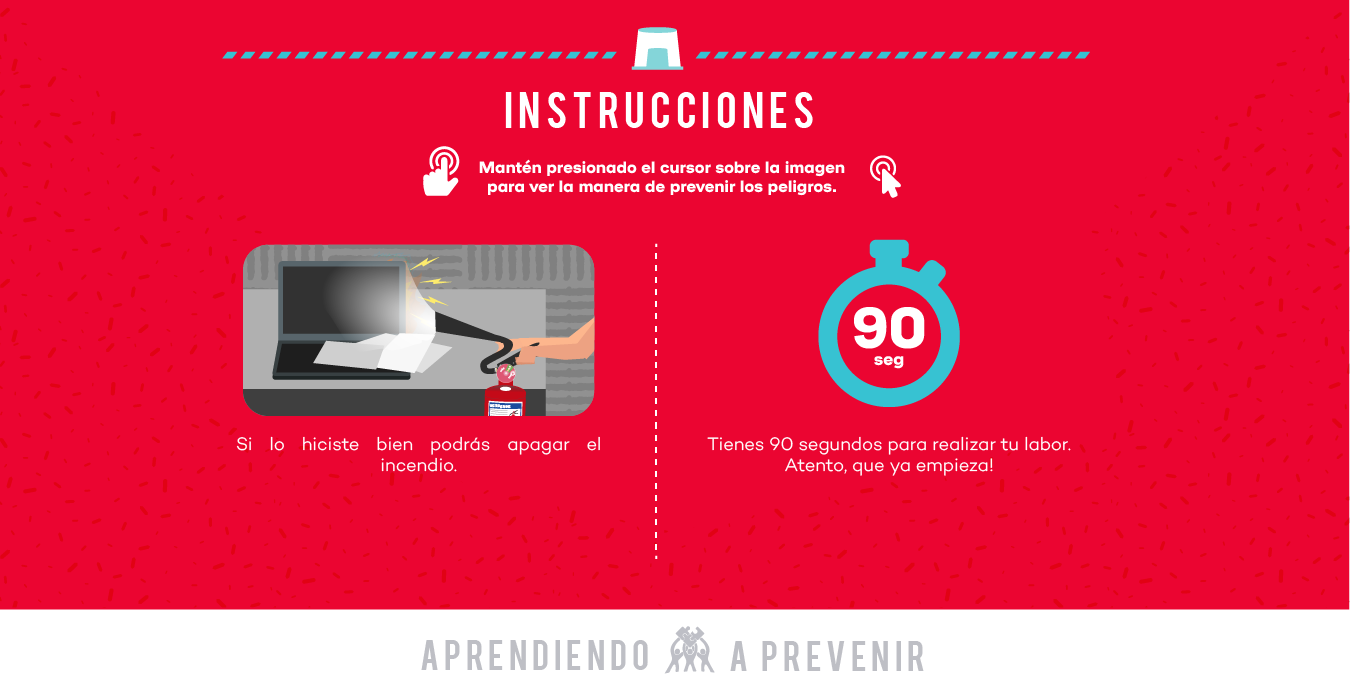 INSTRUCCIONES
Mantén presionado el cursor sobre la imagen
para ver la manera de prevenir los peligros.
90
seg
Si lo hiciste bien podrás apagar el
incendio.
Tienes 90 segundos para realizar tu labor.
Atento, que ya empieza!
APRENDIENDO A PREVENIR